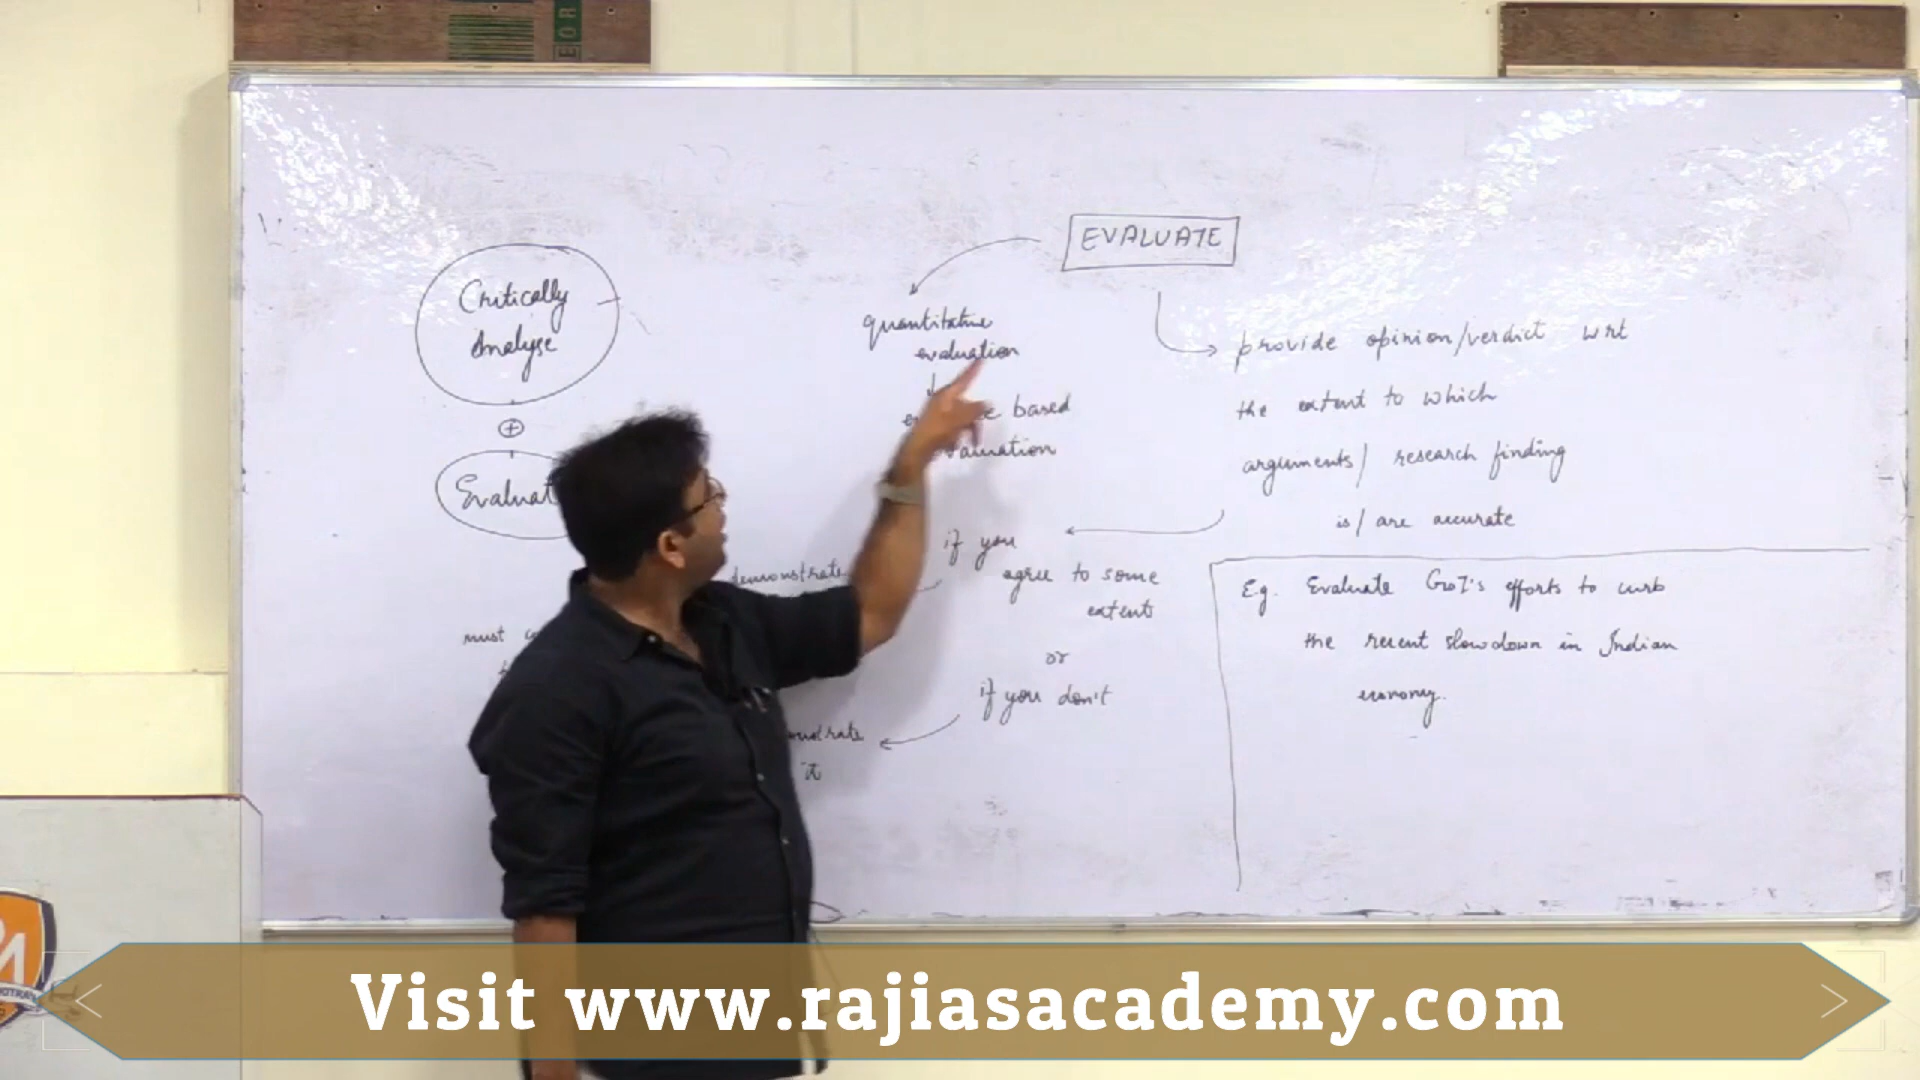 EOR
Critically
Analyse
+
Evaluat
must
EVALUATE
quantitative
evaluation
based
provide opinion/verdict wrt
the extent to which
arguments/ research finding
is/are accurate
if you
agree to some
extent
demonstrate
or
if you don't
it
Eg. Evaluate GoI's efforts to curb
the recent slowdown in Indian
economy.
Visit www.rajiasacademy.com